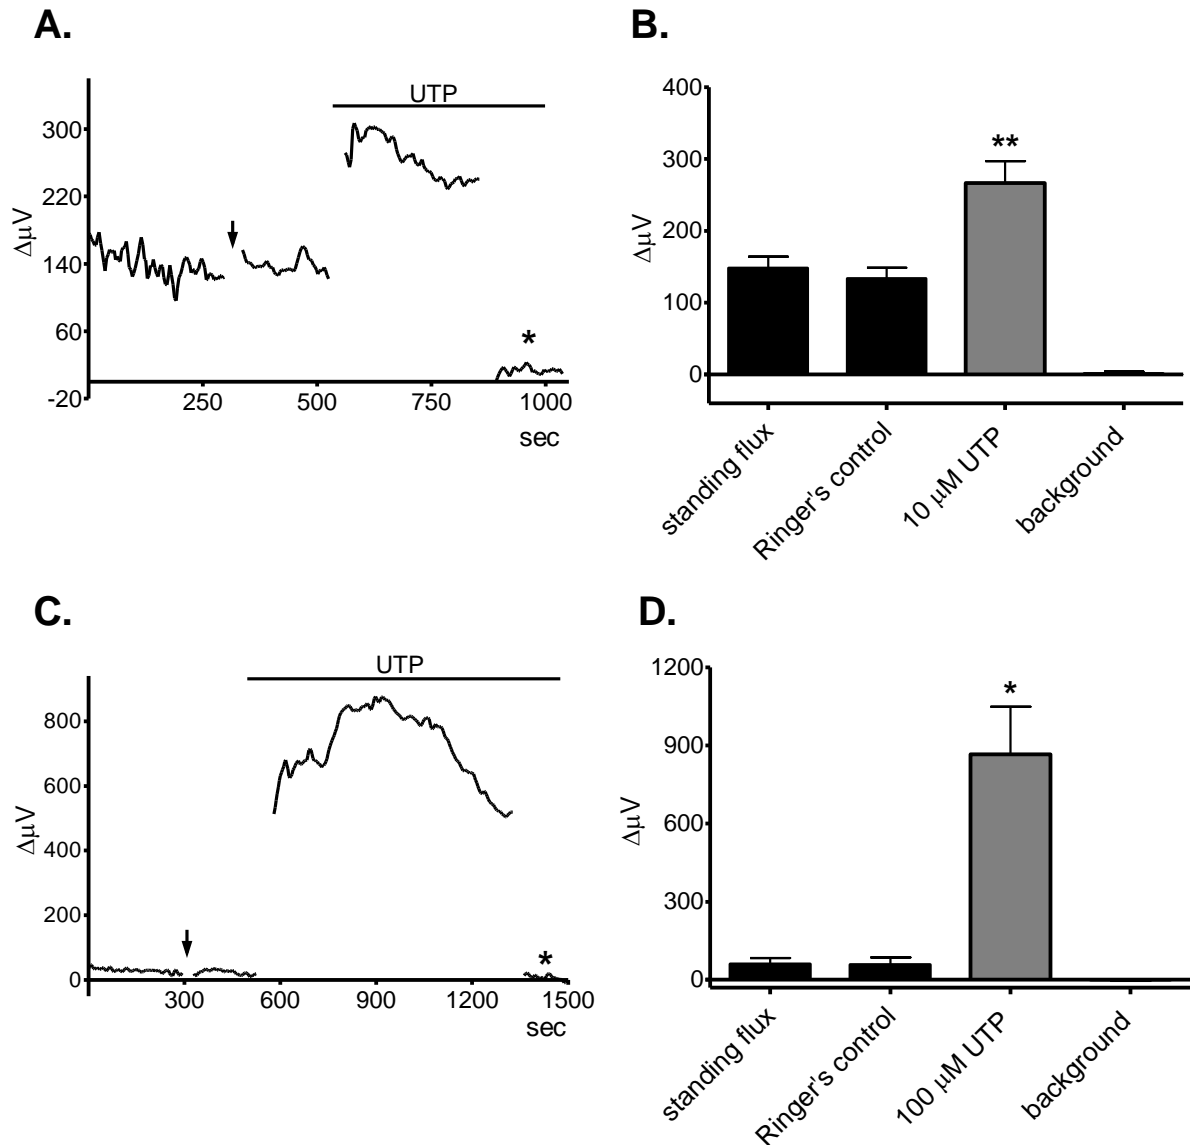 A.
UTP
300
220
140
60
-20
ΔµV
*
250
500
750
1000
sec
B.
400
300
200
100
0
ΔµV
**
standing flux
Ringer's control
10 µM UTP
background
C.
UTP
800
600
400
200
0
ΔµV
*
300
600
900
1200
1500
sec
D.
1200
900
600
300
0
ΔµV
*
standing flux
Ringer's control
100 µM UTP
background